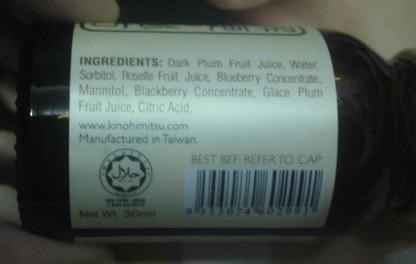 INGREDIENTS: Dark Plum Fruit Juice, Water,
Sorbitol, Roselle Fruit Juice, Blueberry Concentrate,
Mannitol, Blackberry Concentrate, Glace Plum
Fruit Juice, Citric Acid.
www.kinohimitsu.com
Manufactured in Taiwan.
BEST BEF: REFER TO CAP
حلال
Net Wt: 30ml